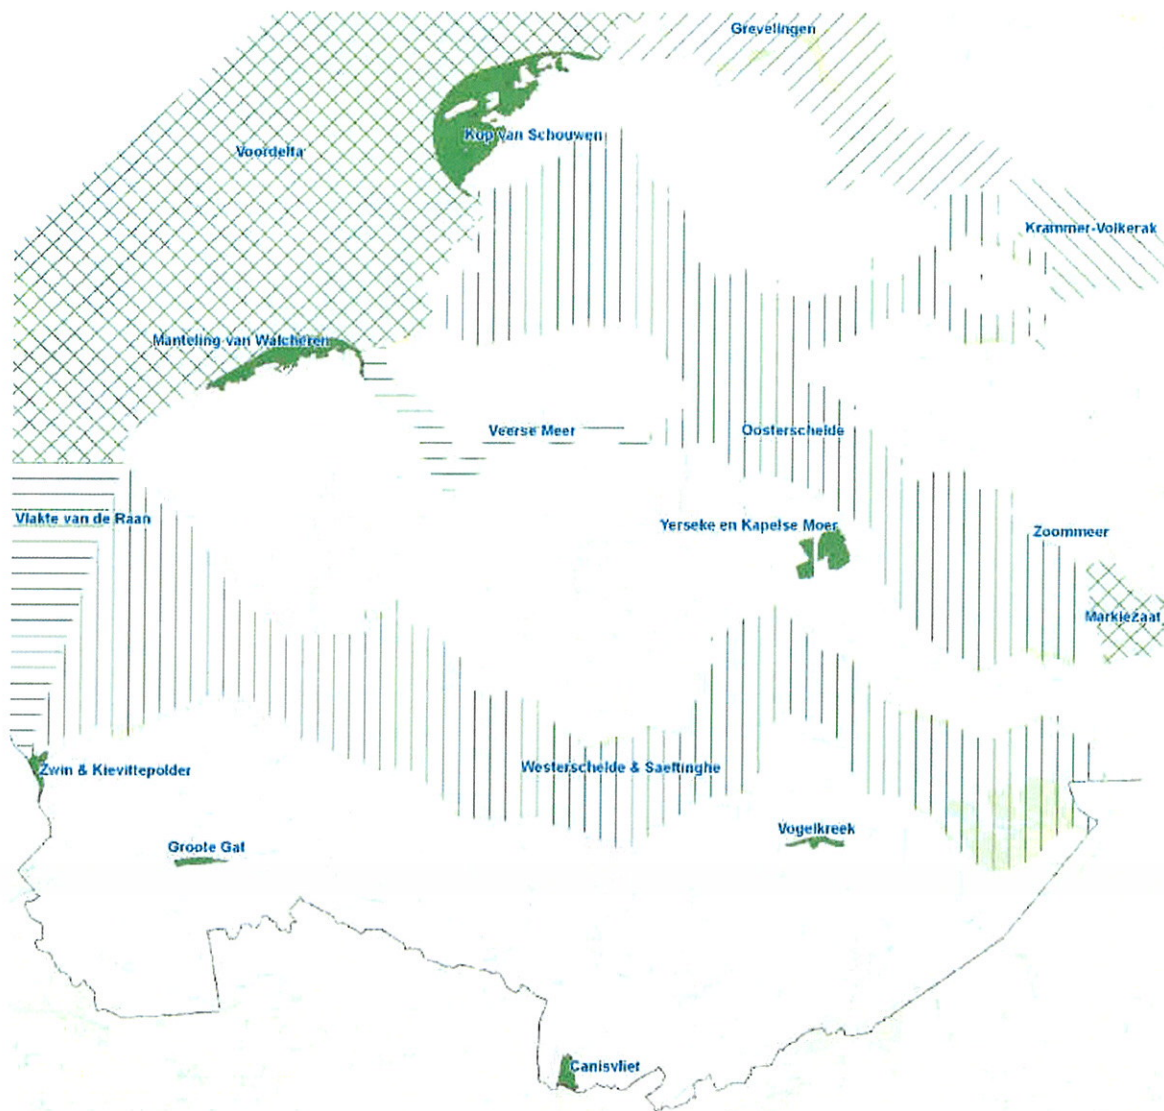 Grevelingen
Kop van Schouwen
Voordelta
Krammer-Volkerak
Manteling van Walcheren
Veerse Meer
Oosterschelde
Vlakte van de Raan
Yerseke en Kapelse Moer
Zoommeer
Markiezaat
Zwin & Kievittepolder
Westerschelde & Saeftinghe
Vogelkreek
Groote Gat
Canisvliet